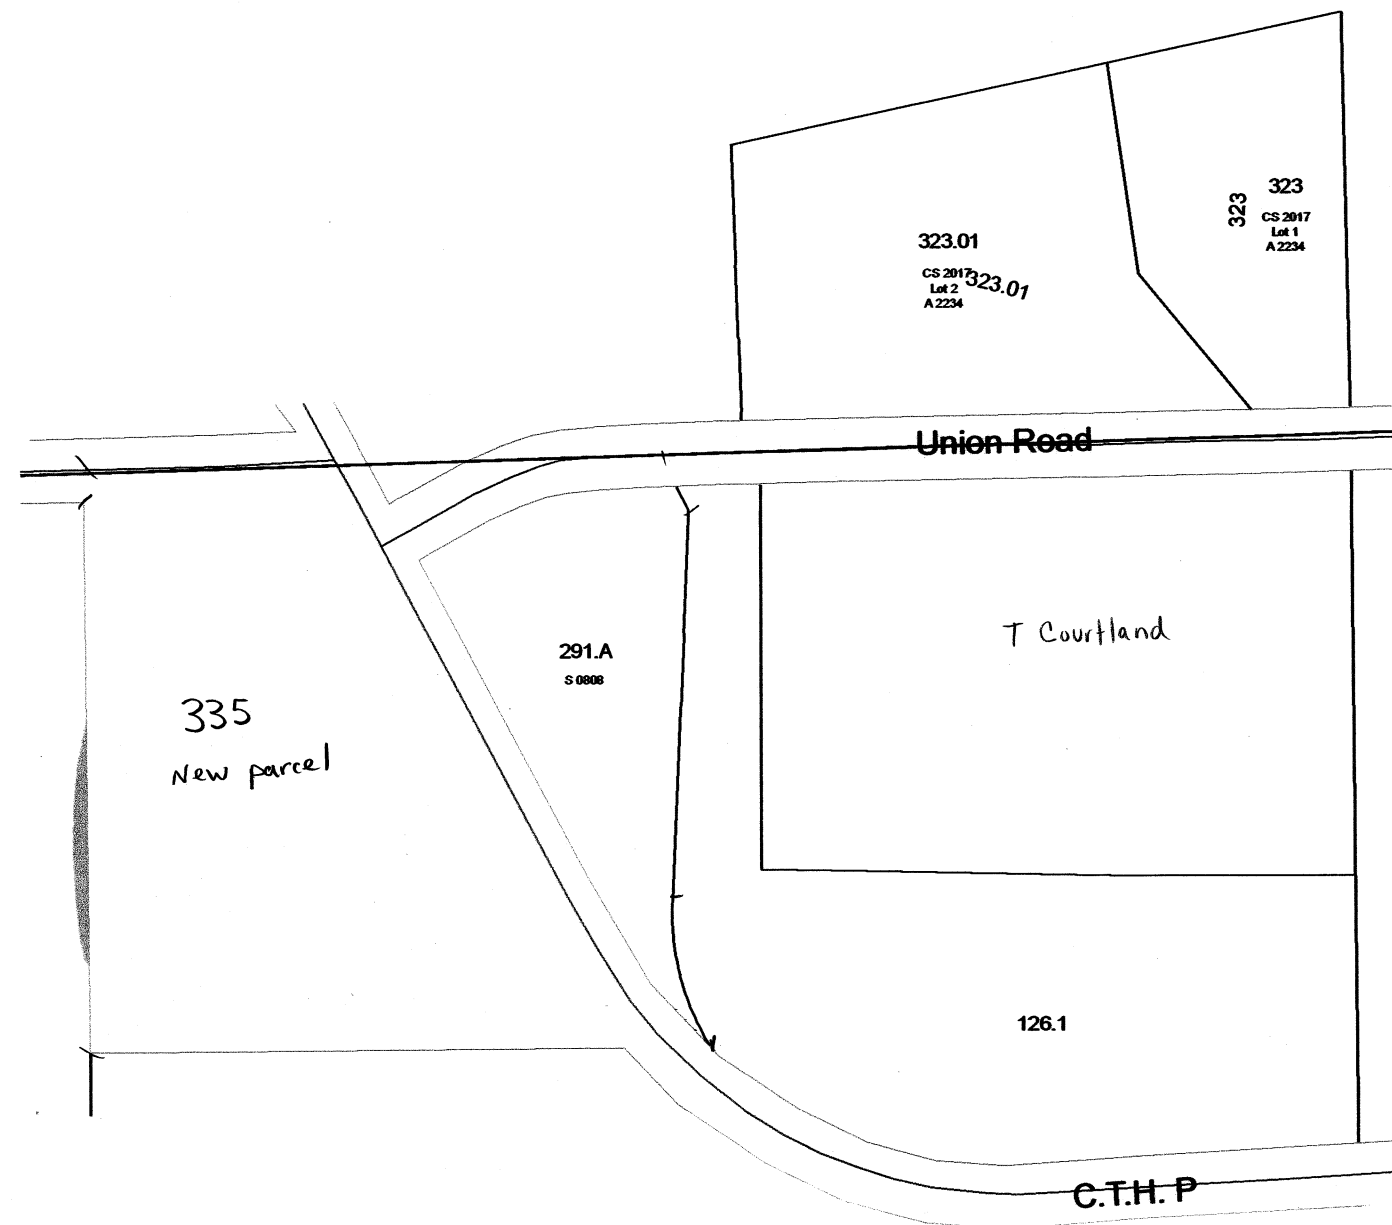 323
323
CS 2017
Lot 1
A 2234
323.01
CS 2017
323.01
Lot 2
A 2234
Union Road
T Courtland
291.A
S 0808
335
New parcel
126.1
C.T.H. P